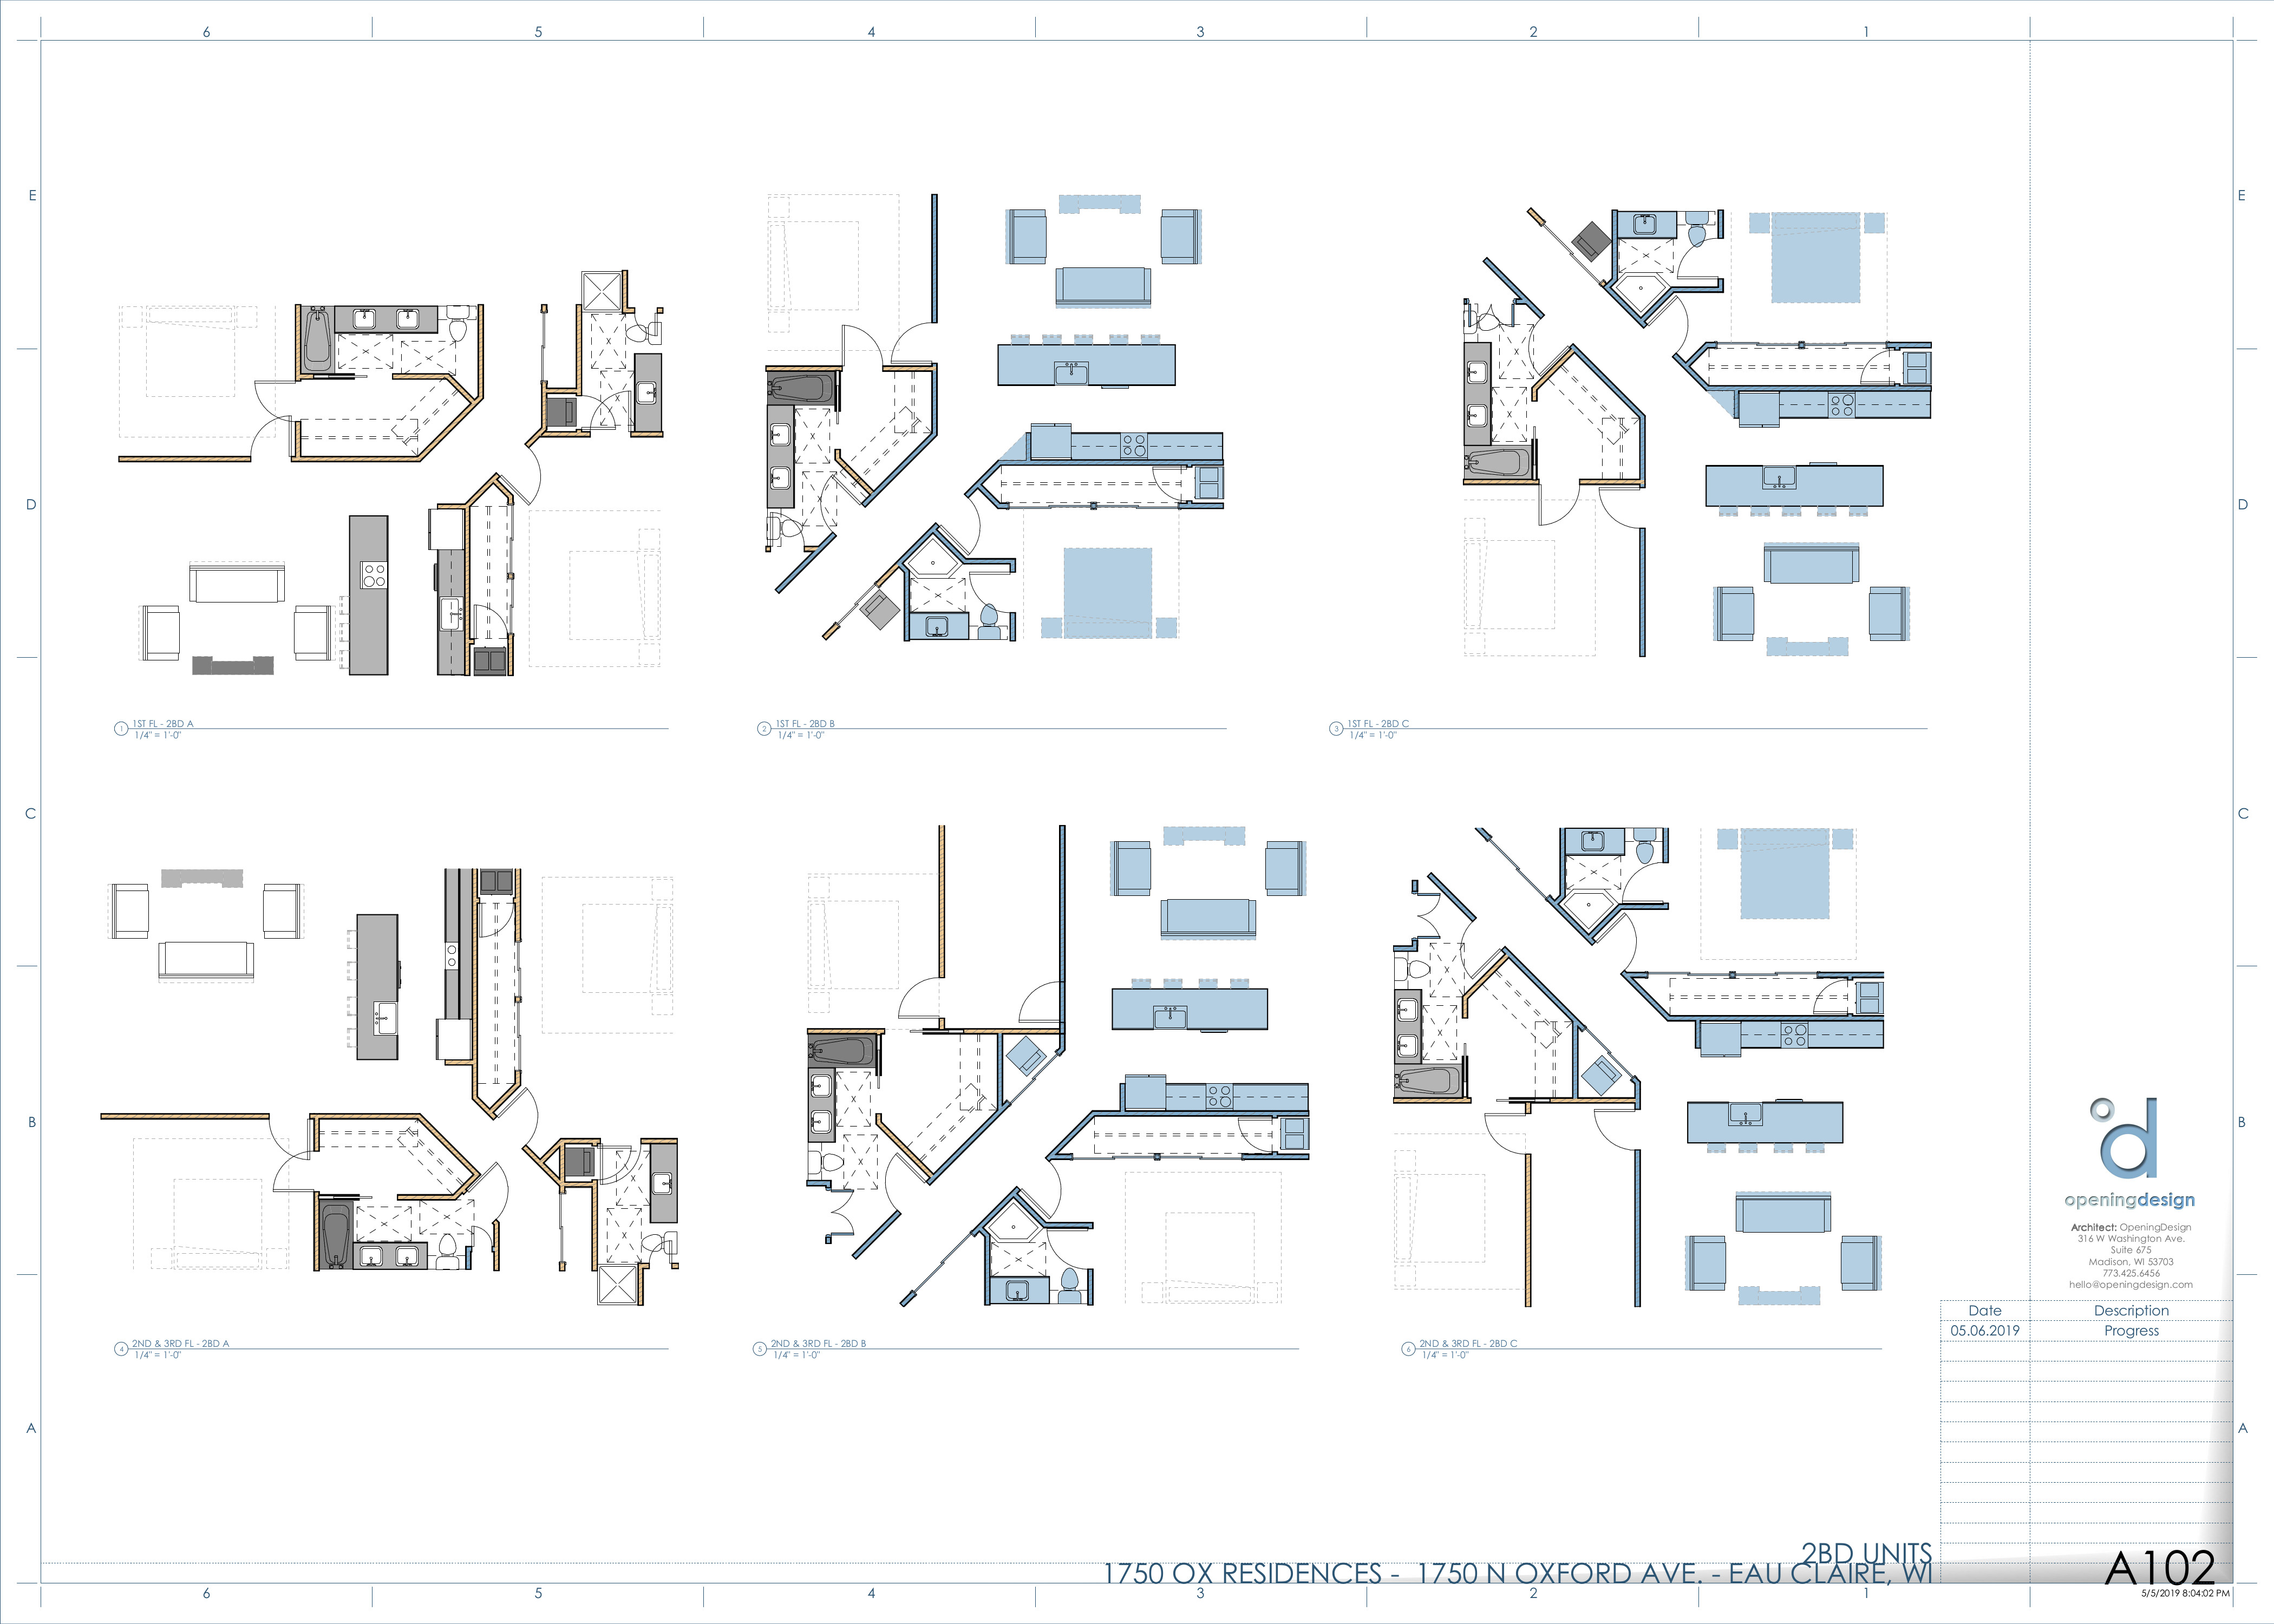 6 5 4 3 2 1
E E
D D
C C
B B
A A
1 1ST FL - 2BD A
1/4" = 1'-0"
2 1ST FL - 2BD B
1/4" = 1'-0"
3 1ST FL - 2BD C
1/4" = 1'-0"
4 2ND & 3RD FL - 2BD A
1/4" = 1'-0"
5 2ND & 3RD FL - 2BD B
1/4" = 1'-0"
6 2ND & 3RD FL - 2BD C
1/4" = 1'-0"
d
openingdesign
Architect: OpeningDesign
316 W Washington Ave.
Suite 675
Madison, WI 53703
773.425.6456
hello@openingdesign.com
Date Description
05.06.2019 Progress
2BD UNITS
1750 OX RESIDENCES - 1750 N OXFORD AVE. - EAU CLAIRE, WI
A102
5/5/2019 8:04:02 PM
6 5 4 3 2 1